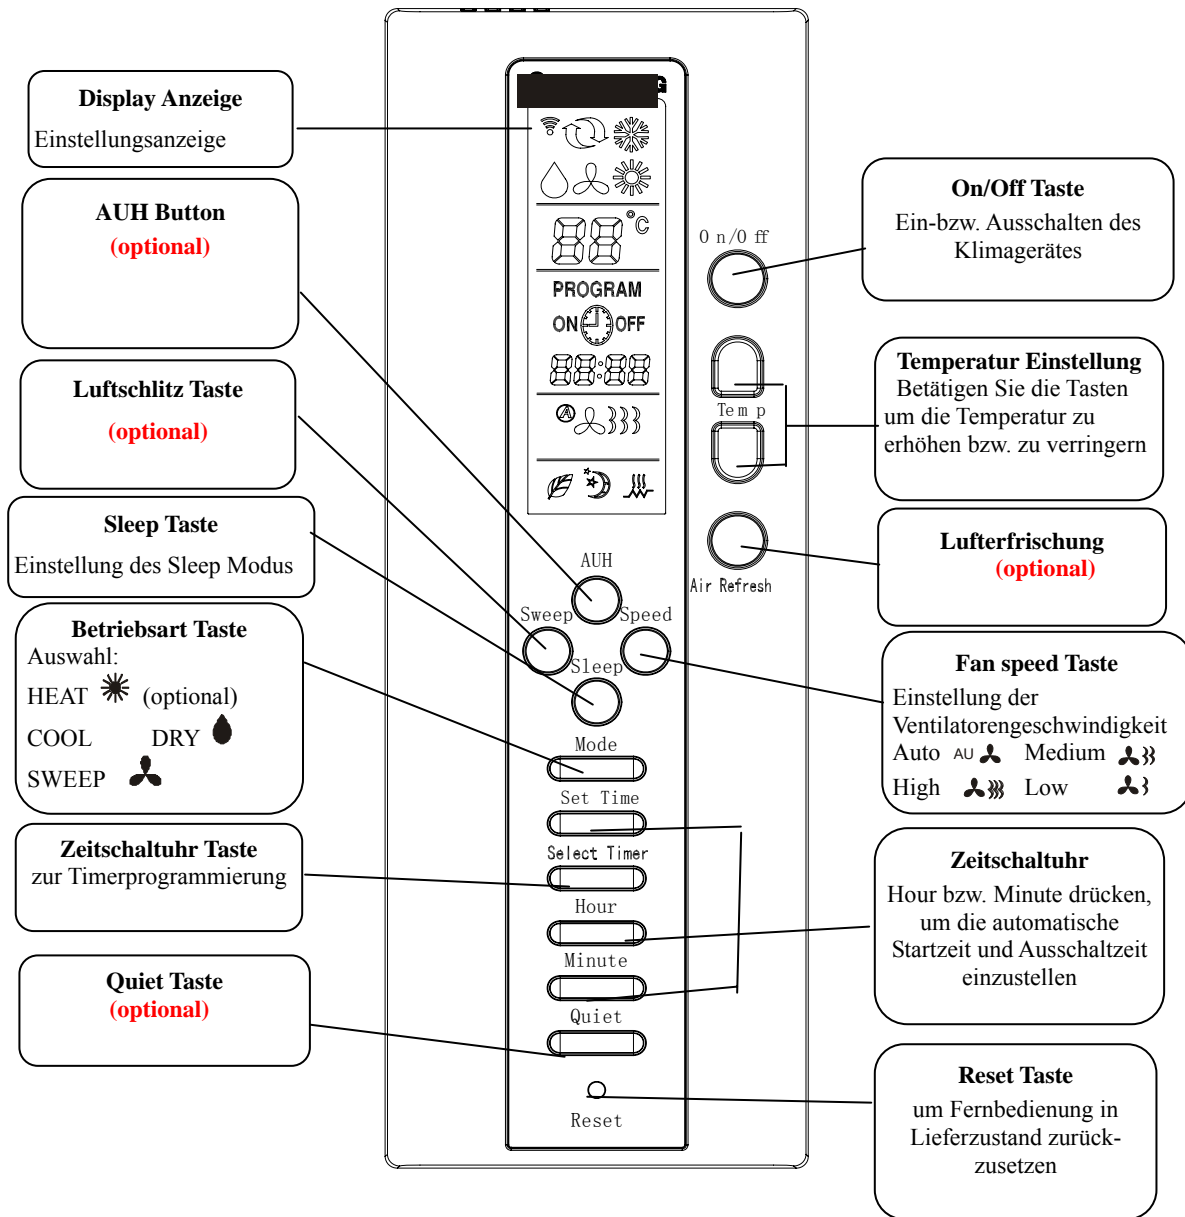 G
Display Anzeige
Einstellungsanzeige
AUH Button
(optional)
Luftschlitz Taste
(optional)
Sleep Taste
Einstellung des Sleep Modus
Betriebsart Taste
Auswahl:
HEAT (optional)
COOL DRY
SWEEP
Zeitschaltuhr Taste
zur Timerprogrammierung
Quiet Taste
(optional)
°C
PROGRAM
ON OFF
88:88
A
On/Off
Temp
Air Refresh
AUH
Sweep Speed
Sleep
Mode
Set Time
Select Timer
Hour
Minute
Quiet
Reset
On/Off Taste
Ein-bzw. Ausschalten des
Klimagerätes
Temperatur Einstellung
Betätigen Sie die Tasten
um die Temperatur zu
erhöhen bzw. zu verringern
Lufterfrischung
(optional)
Fan speed Taste
Einstellung der
Ventilatorengeschwindigkeit
Auto AU Medium
High Low
Zeitschaltuhr
Hour bzw. Minute drücken,
um die automatische
Startzeit und Ausschaltzeit
einzustellen
Reset Taste
um Fernbedienung in
Lieferzustand zurück-
zusetzen